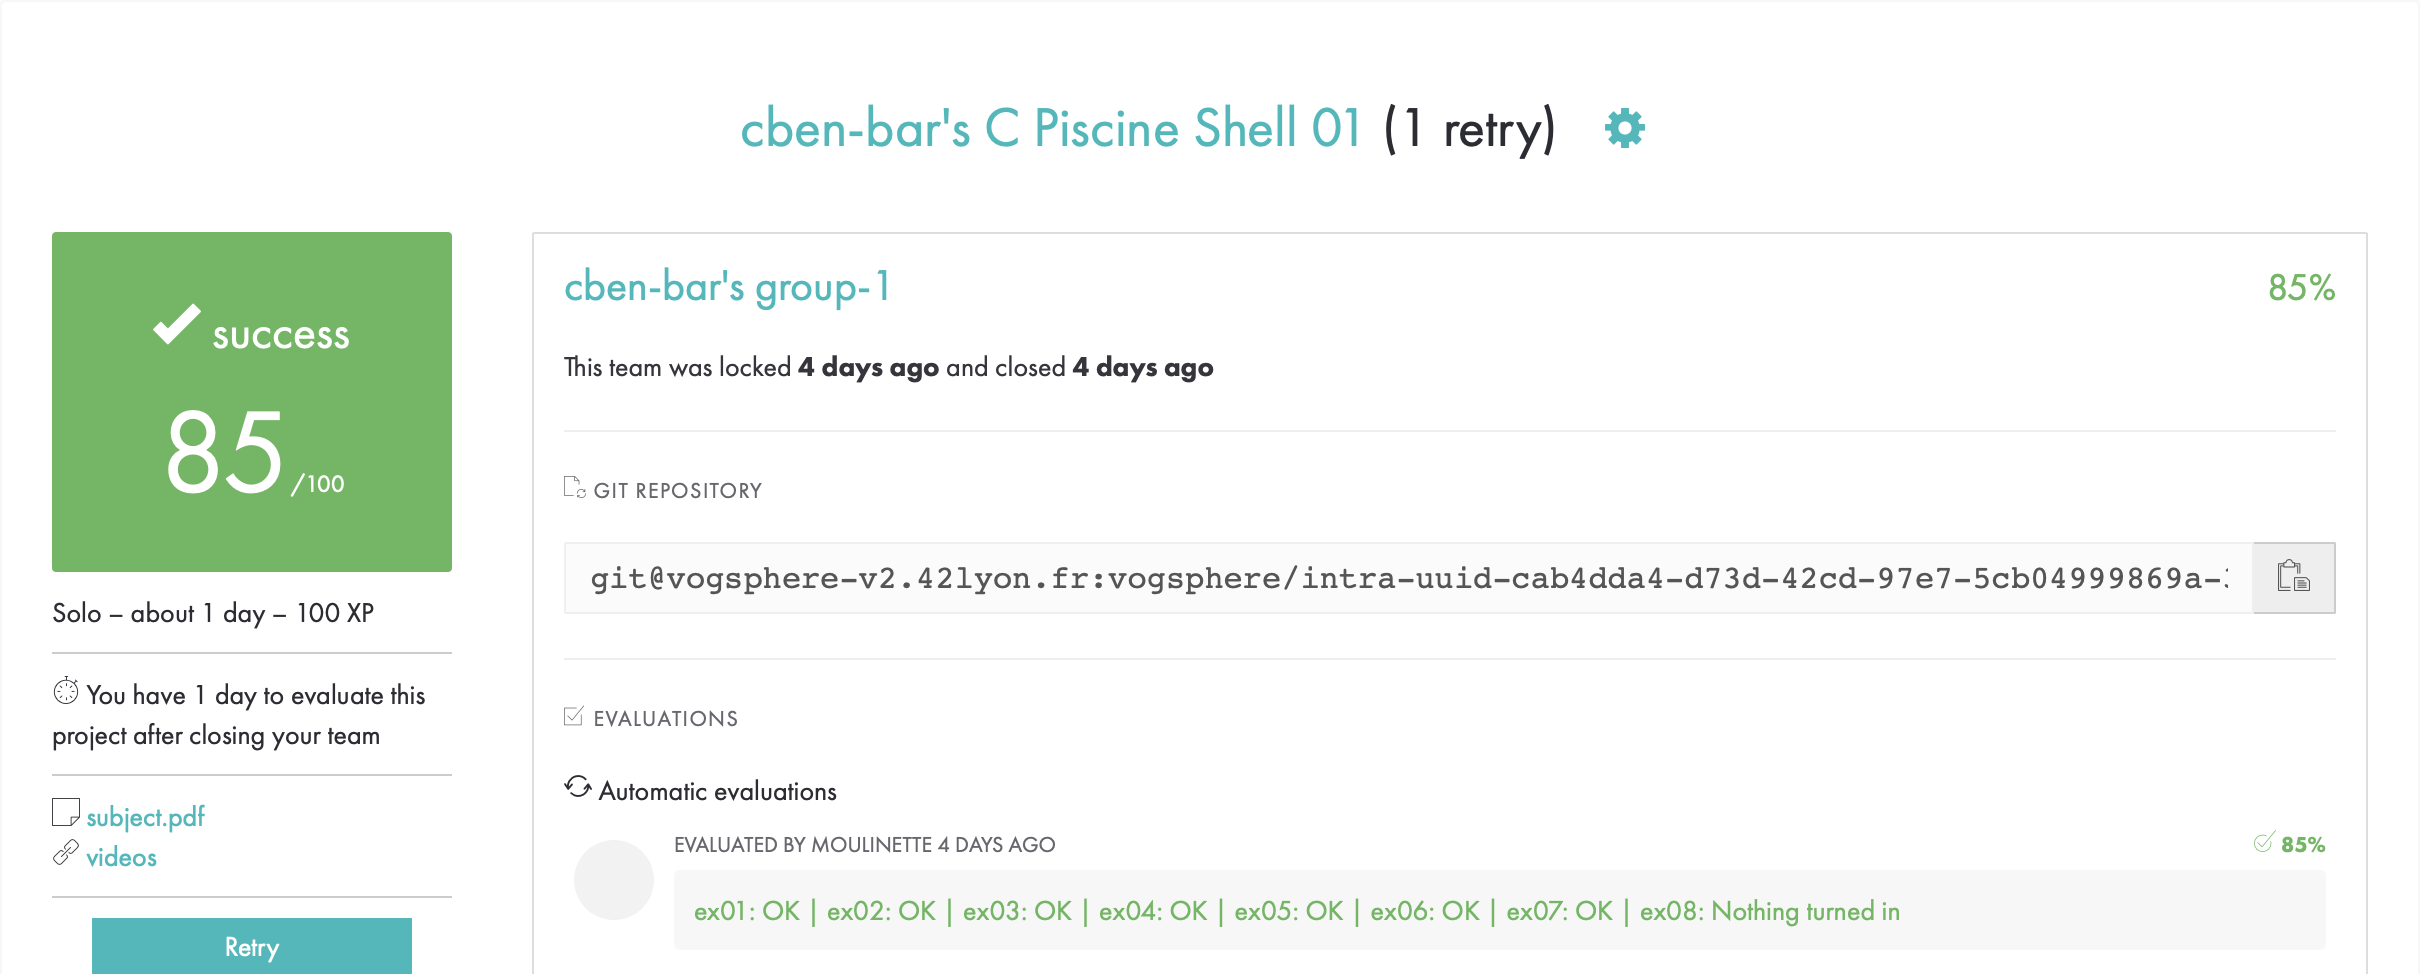 cben-bar's C Piscine Shell 01 (1 retry)
success
85 /100
Solo – about 1 day – 100 XP
You have 1 day to evaluate this
project after closing your team
subject.pdf
videos
Retry
cben-bar's group-1
85%
This team was locked 4 days ago and closed 4 days ago
GIT REPOSITORY
git@vogsphere-v2.42lyon.fr:vogsphere/intra-uuid-cab4dda4-d73d-42cd-97e7-5cb04999869a-
EVALUATIONS
Automatic evaluations
EVALUATED BY MOULINETTE 4 DAYS AGO
85%
ex01: OK | ex02: OK | ex03: OK | ex04: OK | ex05: OK | ex06: OK | ex07: OK | ex08: Nothing turned in